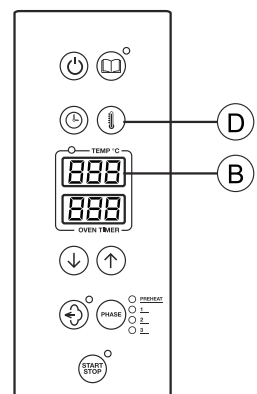 D
TEMP °C
888
B
888
OVEN TIMER
PHASE
PREHEAT
1
2
3
START
STOP